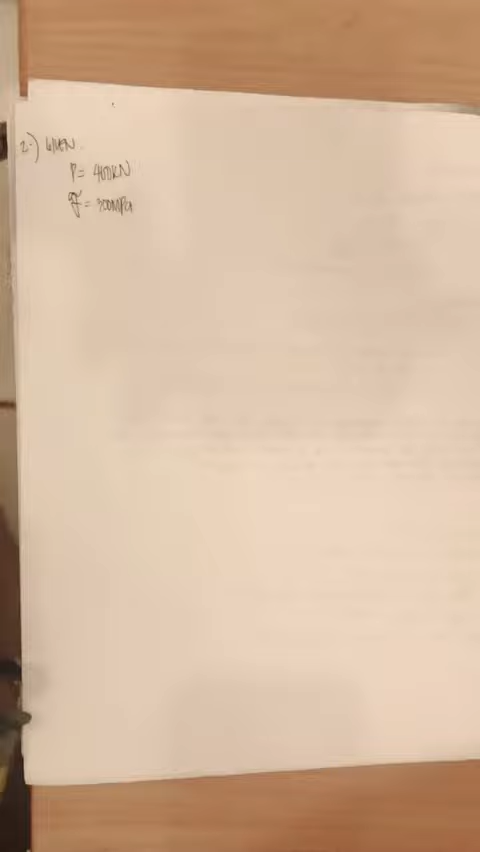 2.) GIVEN.
P = 400KN
= 300MPa